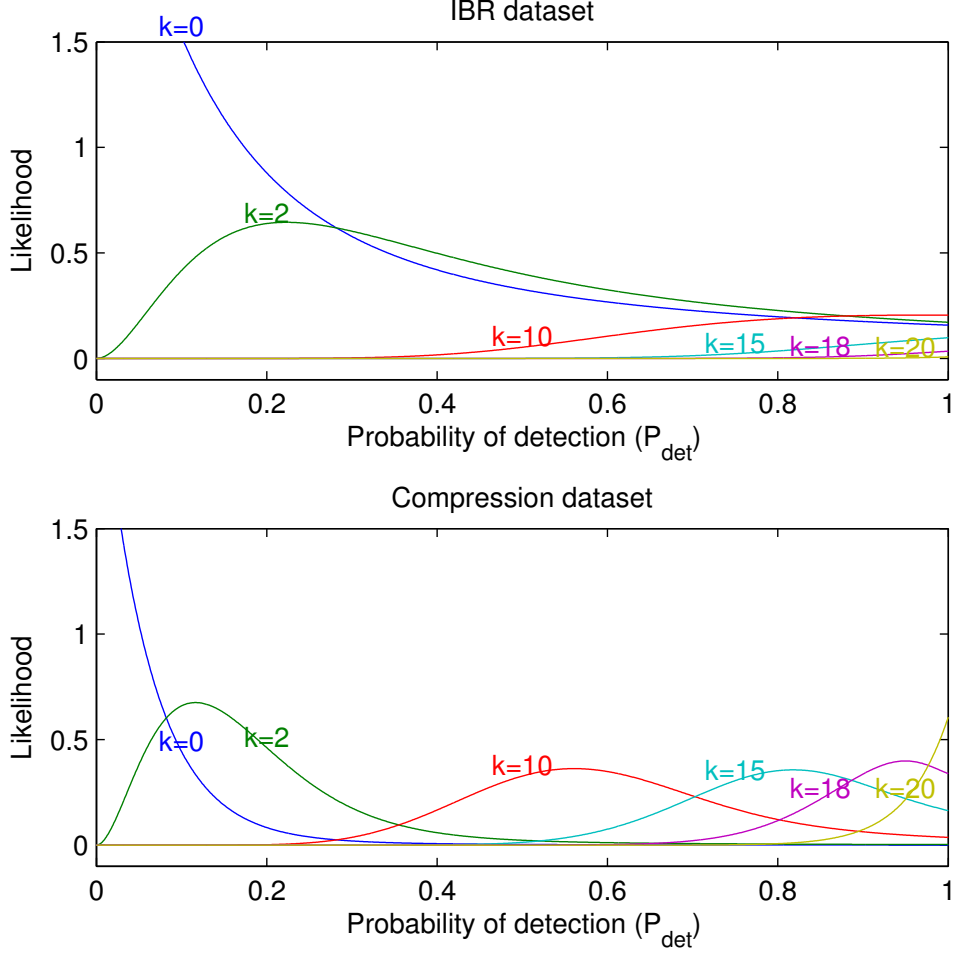 IBR dataset
k=0
1.5
1
0.5
0
Likelihood
k=2
k=10
k=15
k=18
k=20
0 0.2 0.4 0.6 0.8 1
Probability of detection (P_det)
Compression dataset
1.5
1
0.5
0
Likelihood
k=0
k=2
k=10
k=15
k=18
k=20
0 0.2 0.4 0.6 0.8 1
Probability of detection (P_det)